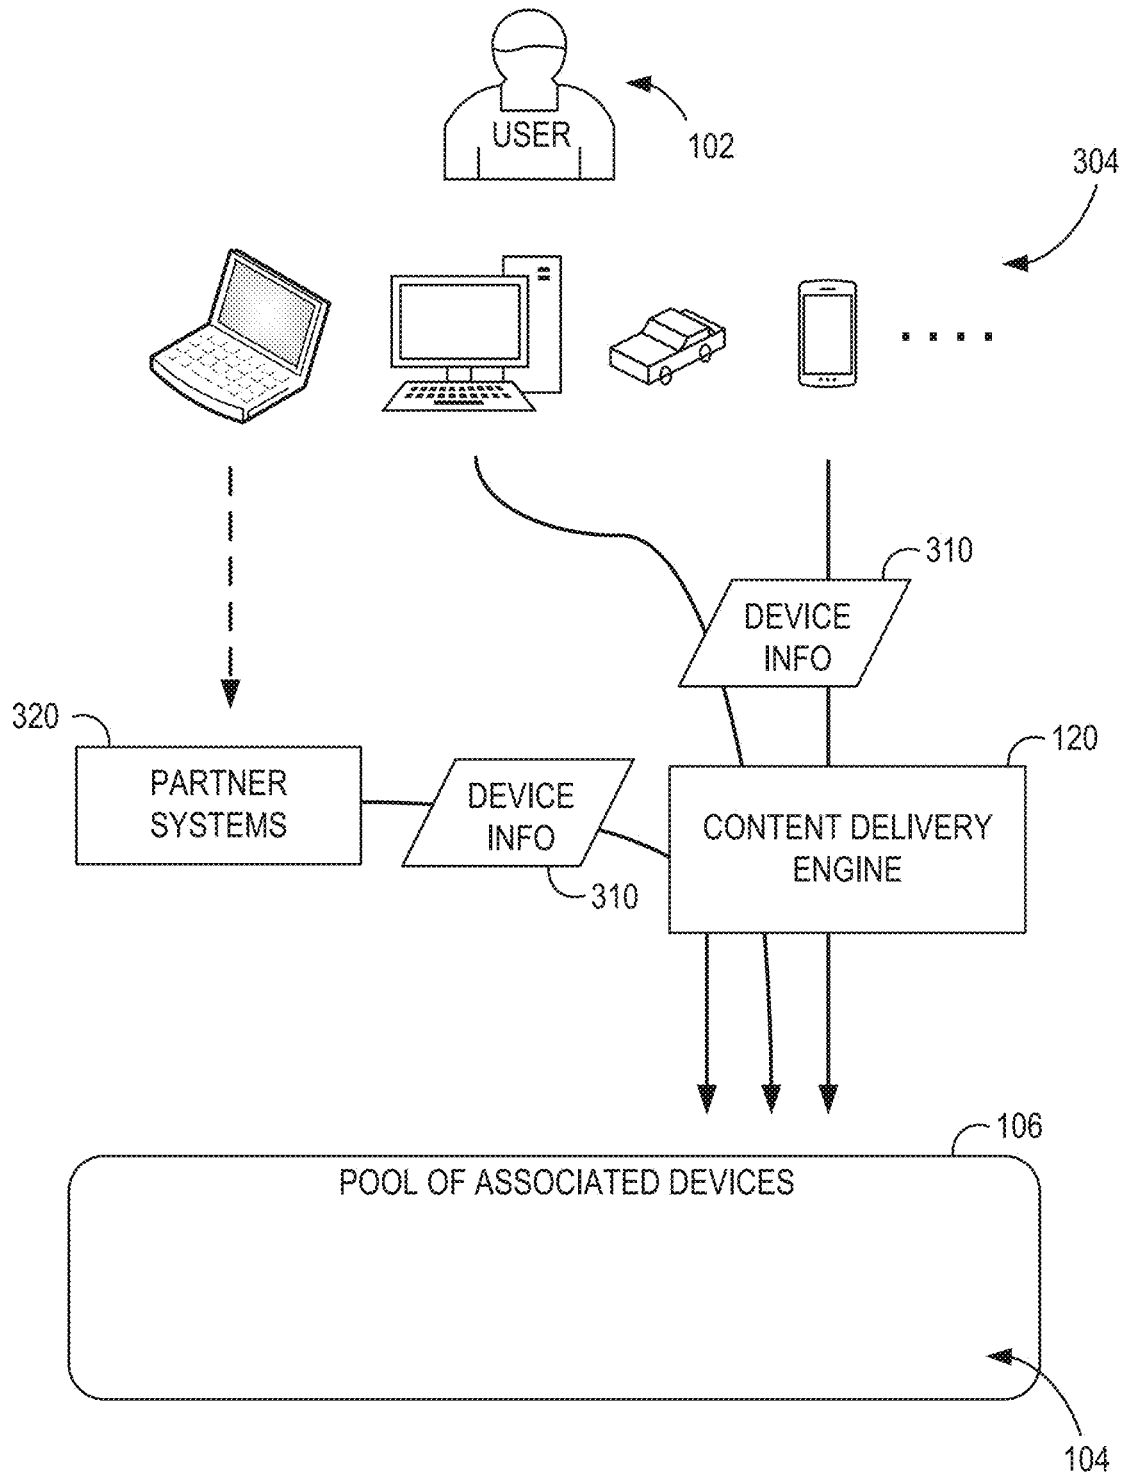 USER
102
304
310
DEVICE
INFO
320
120
PARTNER
SYSTEMS
DEVICE
INFO
CONTENT DELIVERY
ENGINE
310
106
POOL OF ASSOCIATED DEVICES
104